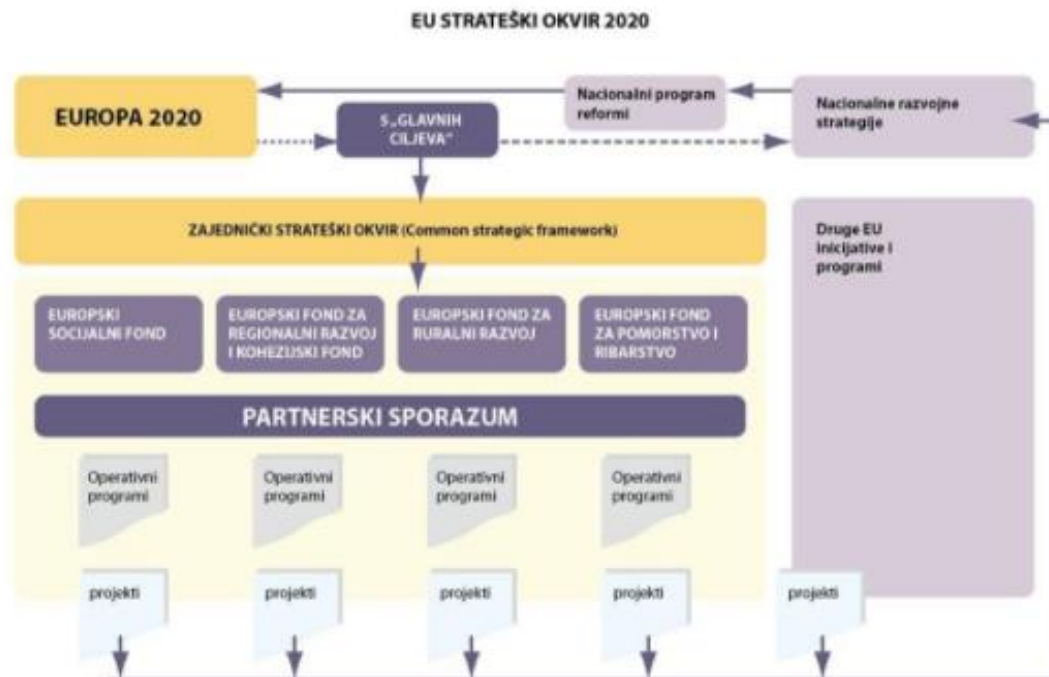 EU STRATEŠKI OKVIR 2020
EUROPA 2020
5 „GLAVNIH
CILJEVA“
Nacionalni program
reformi
Nacionalne razvojne
strategije
ZAJEDNIČKI STRATEŠKI OKVIR (Common strategic framework)
Druge EU
inicijative i
programi
EUROPSKI
SOCIJALNI FOND
EUROPSKI FOND ZA
REGIONALNI RAZVOJ
I KOHEZIJSKI FOND
EUROPSKI FOND ZA
RURALNI RAZVOJ
EUROPSKI FOND
ZA POMORSTVO I
RIBARSTVO
PARTNERSKI SPORAZUM
Operativni
programi
Operativni
programi
Operativni
programi
Operativni
programi
projekti
projekti
projekti
projekti
projekti